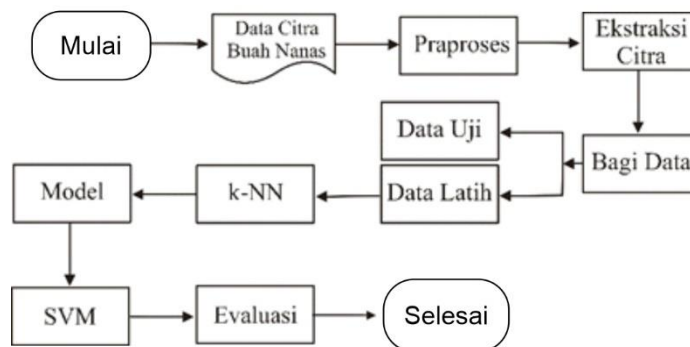 Mulai
Data Citra
Buah Nanas
Praproses
Ekstraksi
Citra
Data Uji
Bagi Data
Data Latih
k-NN
Model
SVM
Evaluasi
Selesai